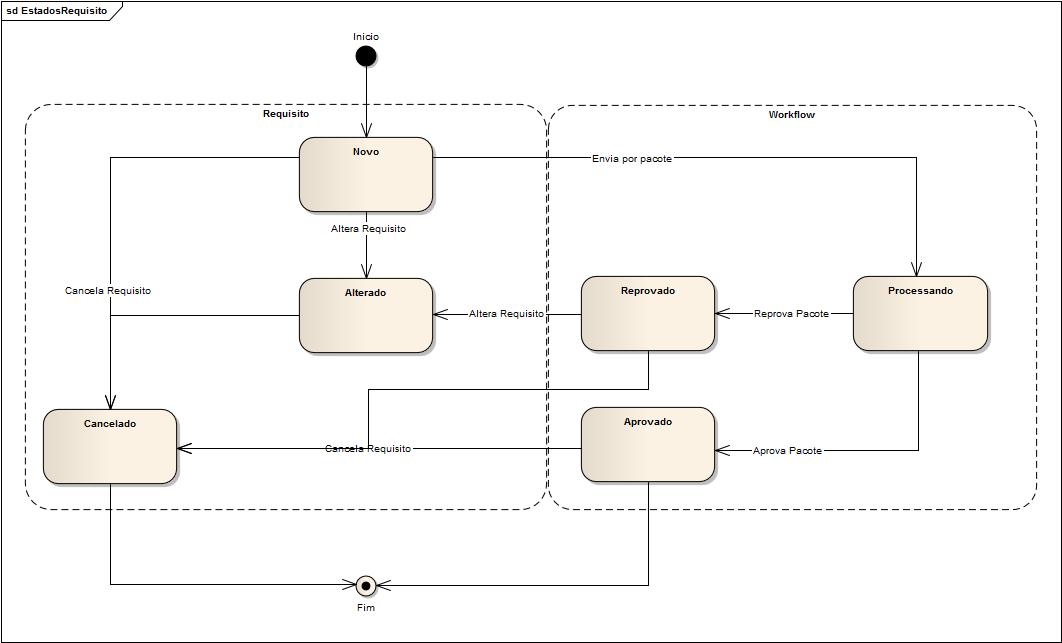 sd EstadosRequisito
Inicio
Requisito
Workflow
Novo
Envia por pacote
Altera Requisito
Cancela Requisito
Alterado
Reprovado
Processando
Altera Requisito
Reprova Pacote
Cancelado
Aprovado
Cancela Requisito
Aprova Pacote
Fim